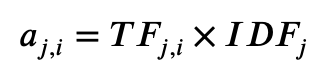 a_{j,i} = TF_{j,i} × IDF_j